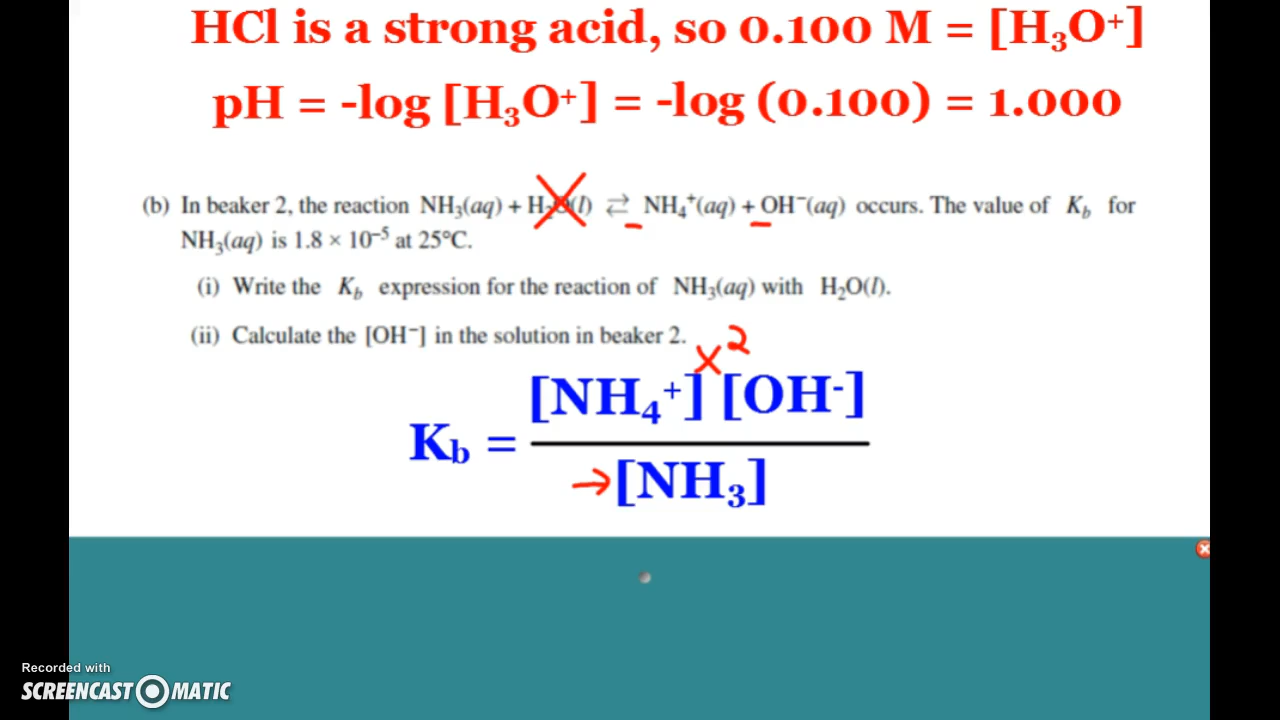 HCl is a strong acid, so 0.100 M = [H₃O⁺]
pH = -log [H₃O⁺] = -log (0.100) = 1.000
(b) In beaker 2, the reaction NH₃(aq) + H₂O(l) ⇄ NH₄⁺(aq) + OH⁻(aq) occurs. The value of K_b for
NH₃(aq) is 1.8 × 10⁻⁵ at 25°C.
(i) Write the K_b expression for the reaction of NH₃(aq) with H₂O(l).
(ii) Calculate the [OH⁻] in the solution in beaker 2.
x²
[NH₄⁺] [OH⁻]
K_b =
→[NH₃]
Recorded with
SCREENCAST O MATIC